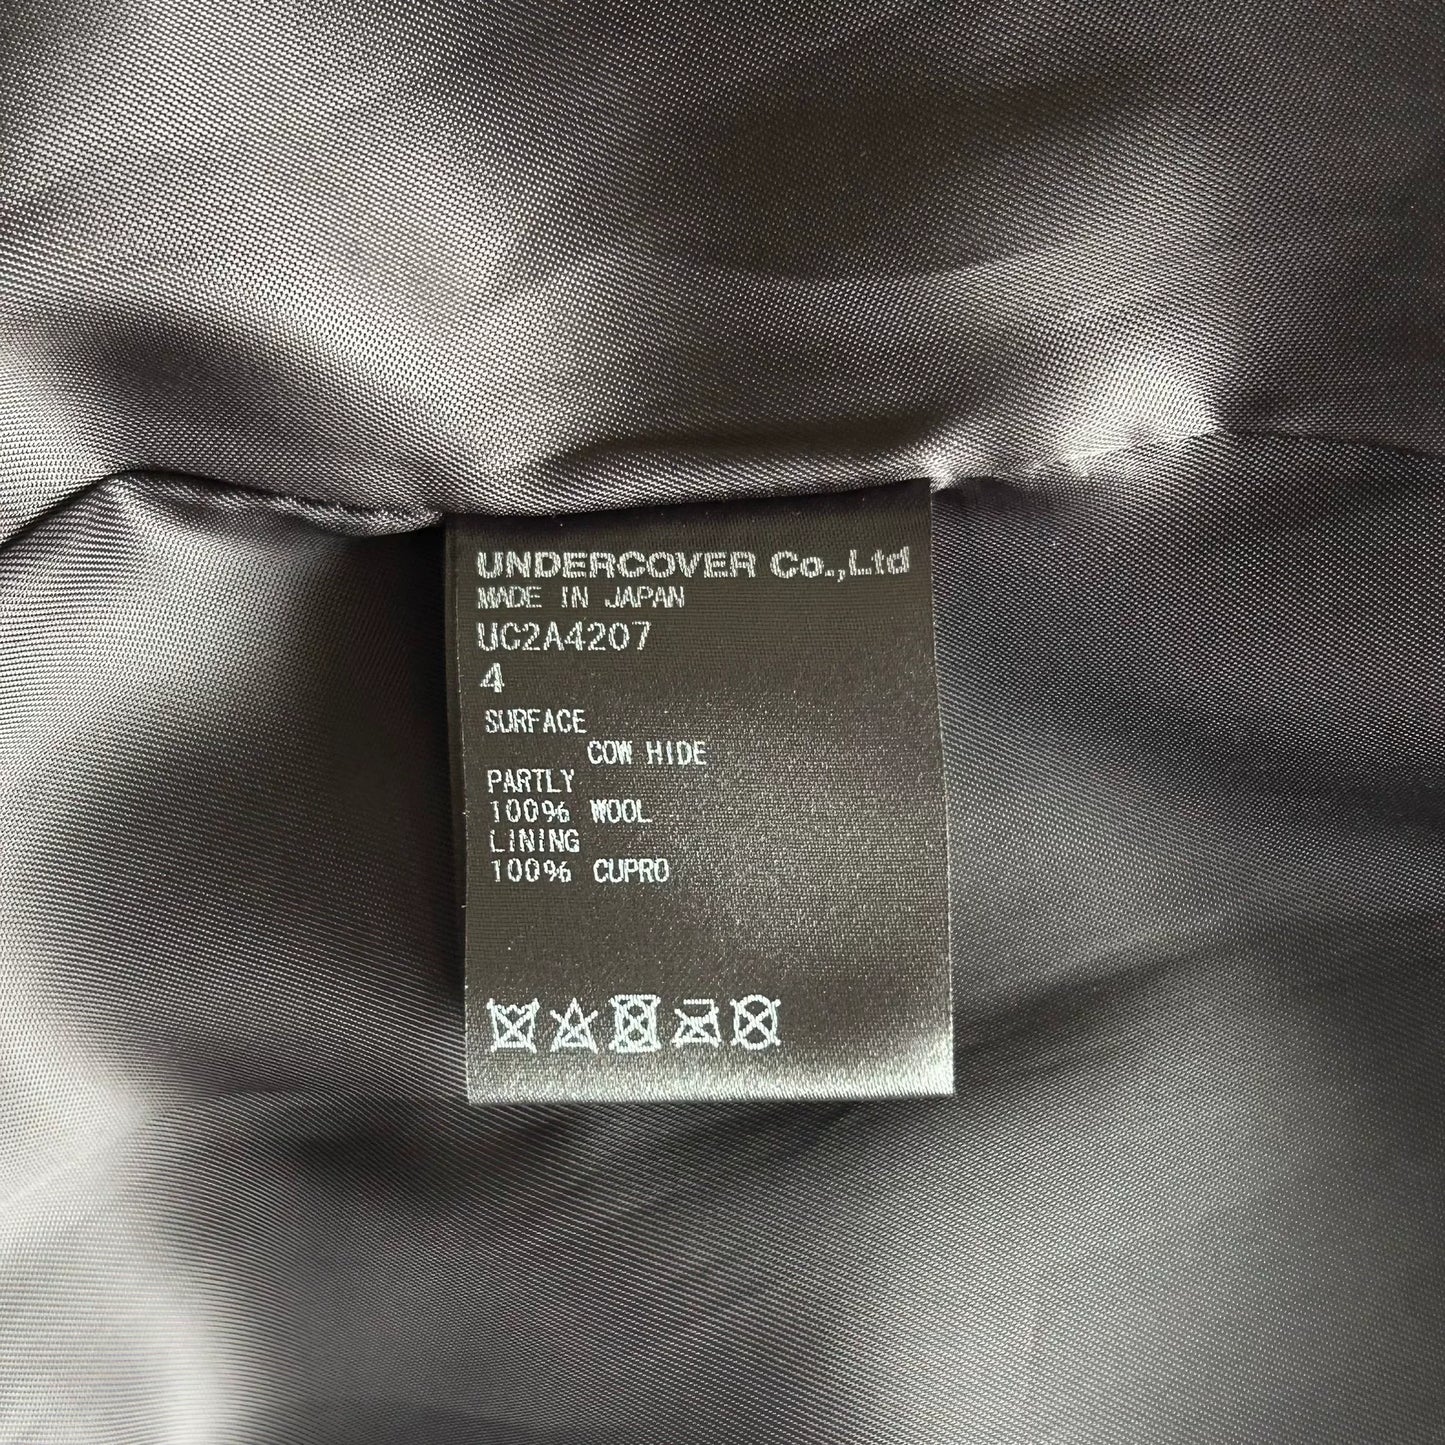 UNDERCOVER Co.,Ltd
MADE IN JAPAN
UC2A4207
4
SURFACE
COW HIDE
PARTLY
100% WOOL
LINING
100% CUPRO